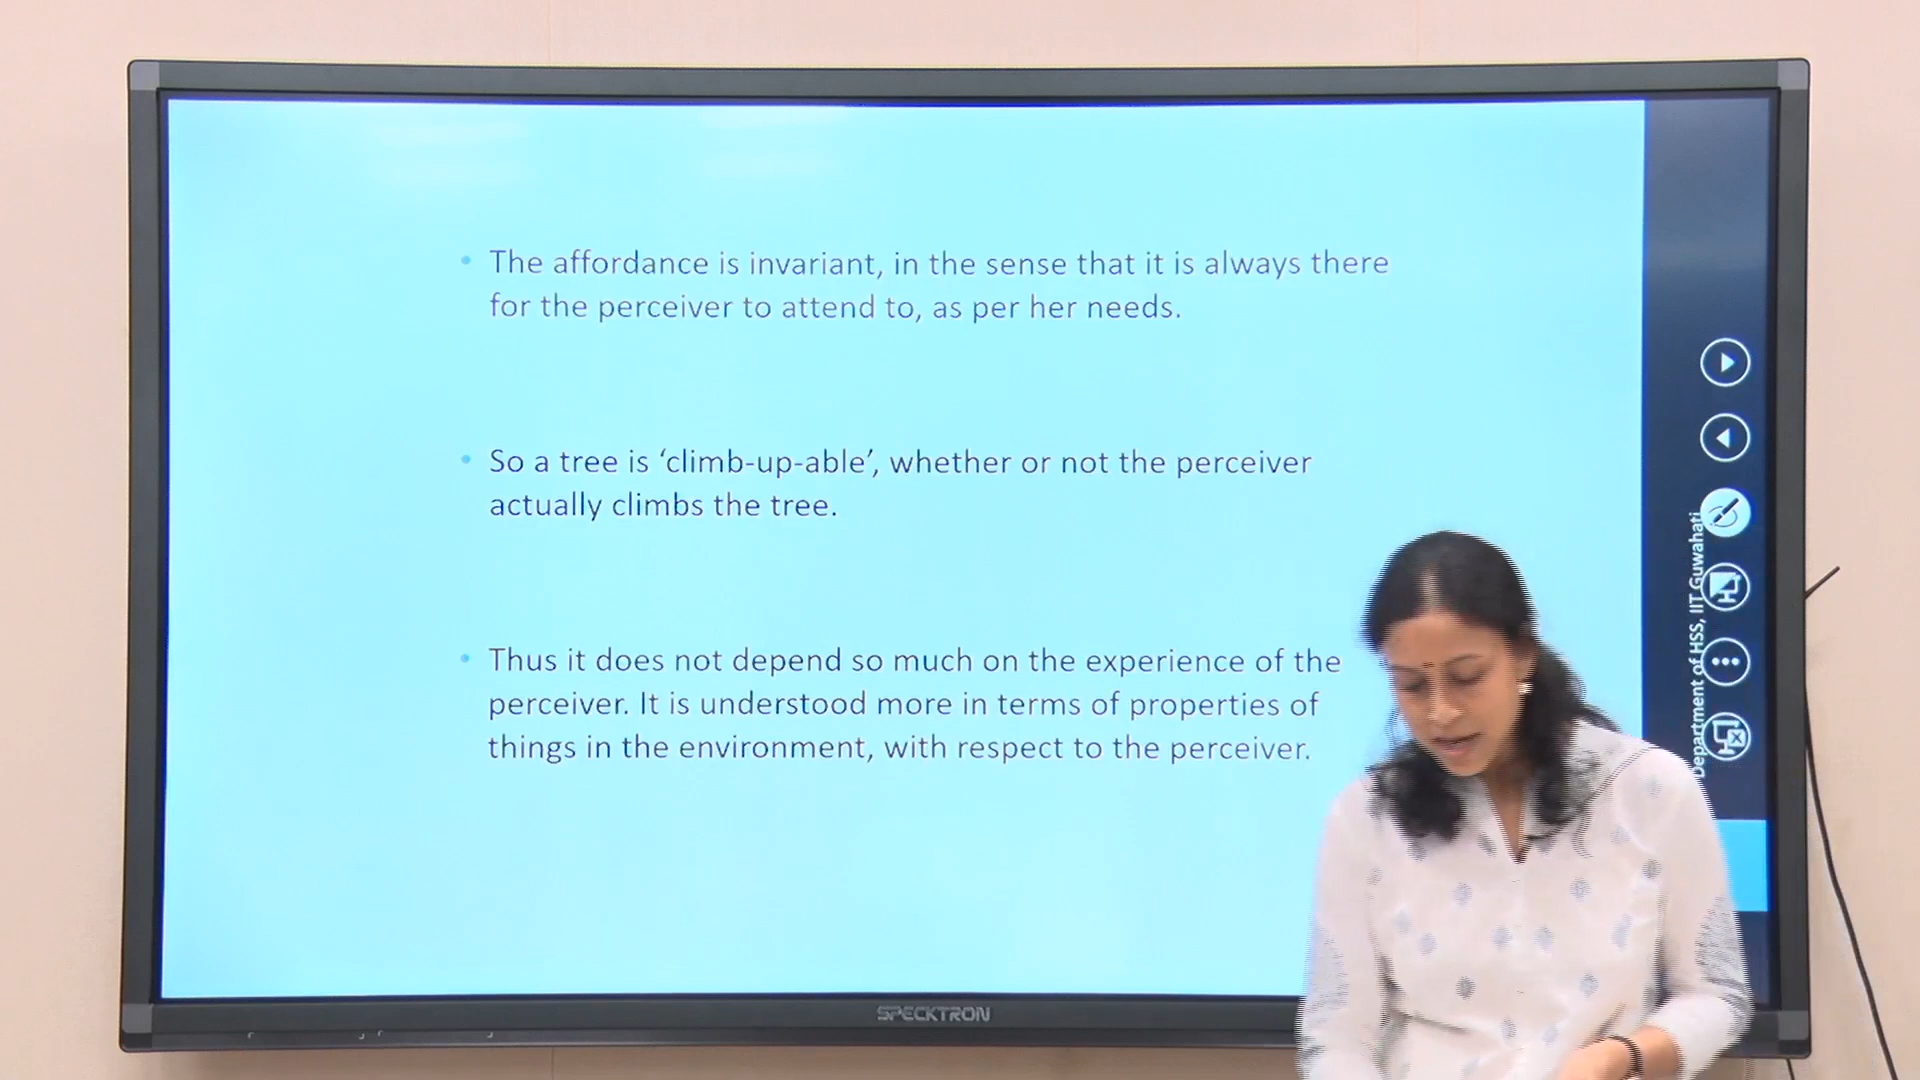 The affordance is invariant, in the sense that it is always there
for the perceiver to attend to, as per her needs.
So a tree is ‘climb-up-able’, whether or not the perceiver
actually climbs the tree.
Thus it does not depend so much on the experience of the
perceiver. It is understood more in terms of properties of
things in the environment, with respect to the perceiver.
Department of HSS, IIT Guwahati
SPECKTRON